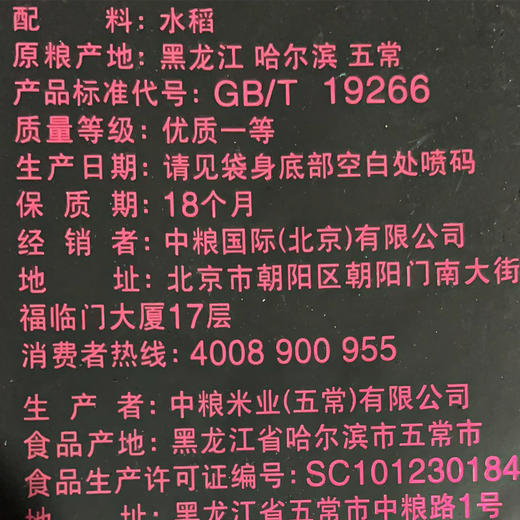 配 料: 水稻
原粮产地: 黑龙江 哈尔滨 五常
产品标准代号: GB/T 19266
质量等级: 优质一等
生产日期: 请见袋身底部空白处喷码
保质期: 18个月
经销者: 中粮国际(北京)有限公司
地 址: 北京市朝阳区朝阳门南大街
福临门大厦17层
消费者热线: 4008 900 955
生产者: 中粮米业(五常)有限公司
食品产地: 黑龙江省哈尔滨市五常市
食品生产许可证编号: SC101230184
地 址: 黑龙江省五常市中粮路1号